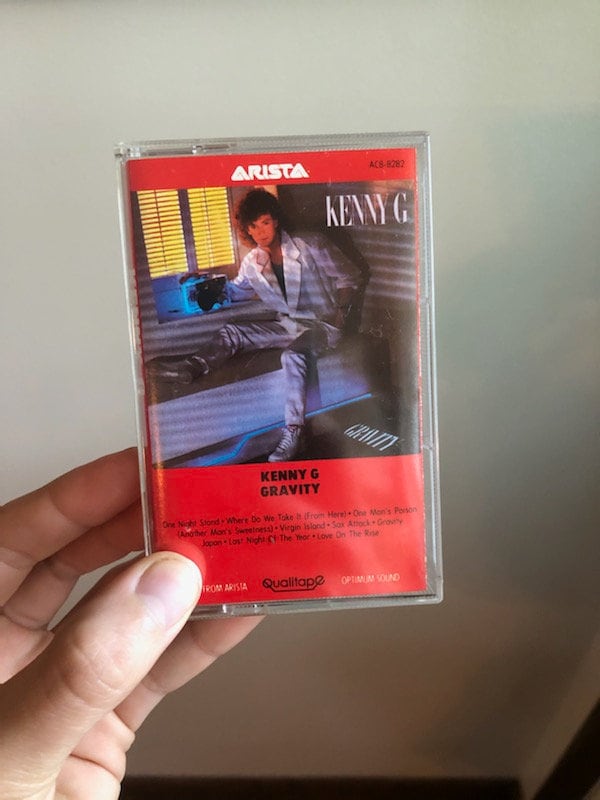 ARISTA
AC8-8282
KENNY G
GRAVITY
KENNY G
GRAVITY
One Night Stand • Where Do We Take It (From Here) • One Man's Poison
(Another Man's Sweetness) • Virgin Island • Sax Attack • Gravity
Japan • Last Night Of The Year • Love On The Rise
FROM ARISTA Qualitape OPTIMUM SOUND